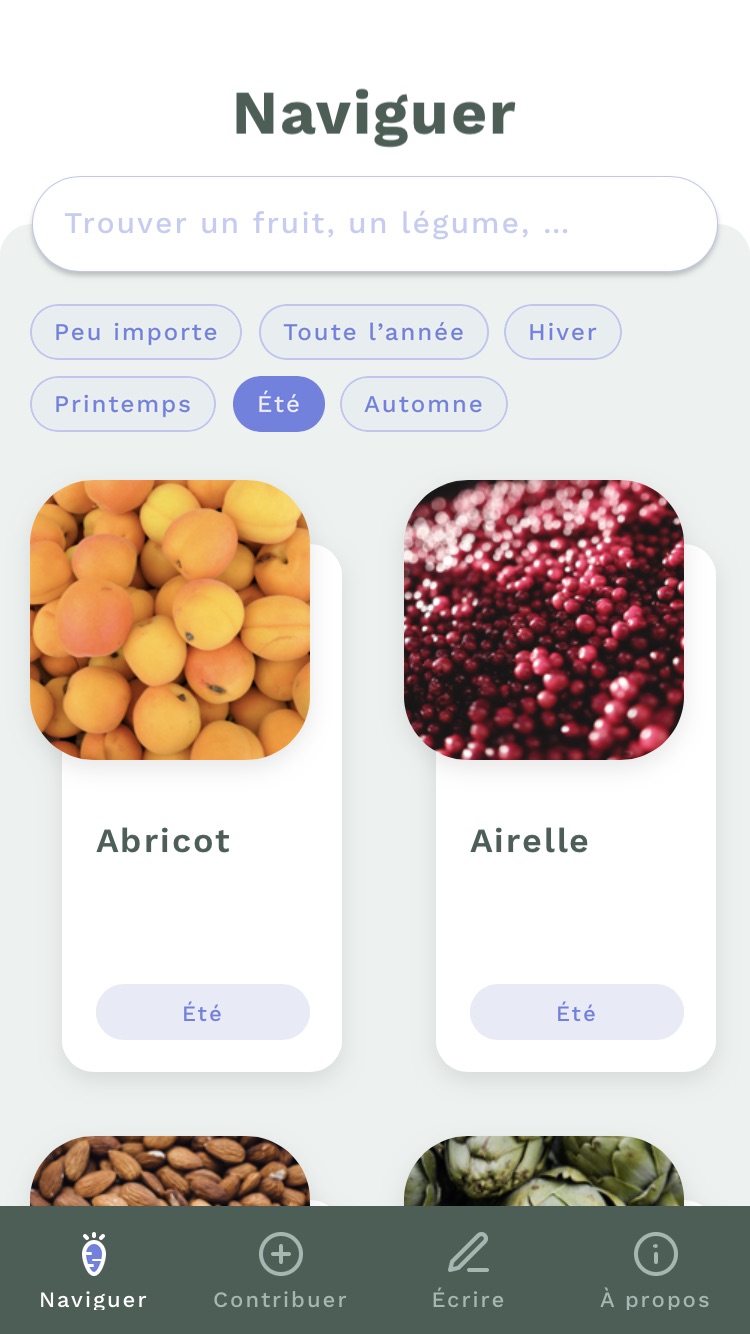 Naviguer
Trouver un fruit, un légume, ...
Peu importe
Toute l’année
Hiver
Printemps
Été
Automne
Abricot
Airelle
Été
Été
Naviguer
Contribuer
Écrire
À propos